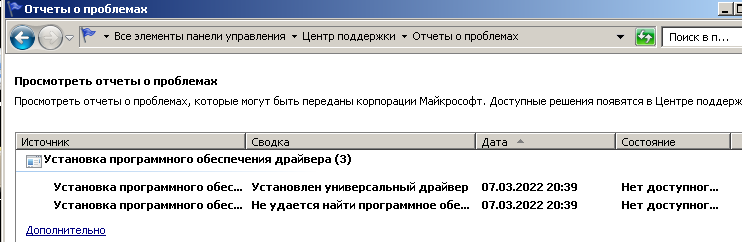 Отчеты о проблемах
Все элементы панели управления Центр поддержки Отчеты о проблемах Поиск в п...
Просмотреть отчеты о проблемах
Просмотреть отчеты о проблемах, которые могут быть переданы корпорации Майкрософт. Доступные решения появятся в Центре поддерж
Источник Сводка Дата Состояние
Установка программного обеспечения драйвера (3)
Установка программного обес... Установлен универсальный драйвер 07.03.2022 20:39 Нет доступног...
Установка программного обес... Не удается найти программное обе... 07.03.2022 20:39 Нет доступног...
Дополнительно